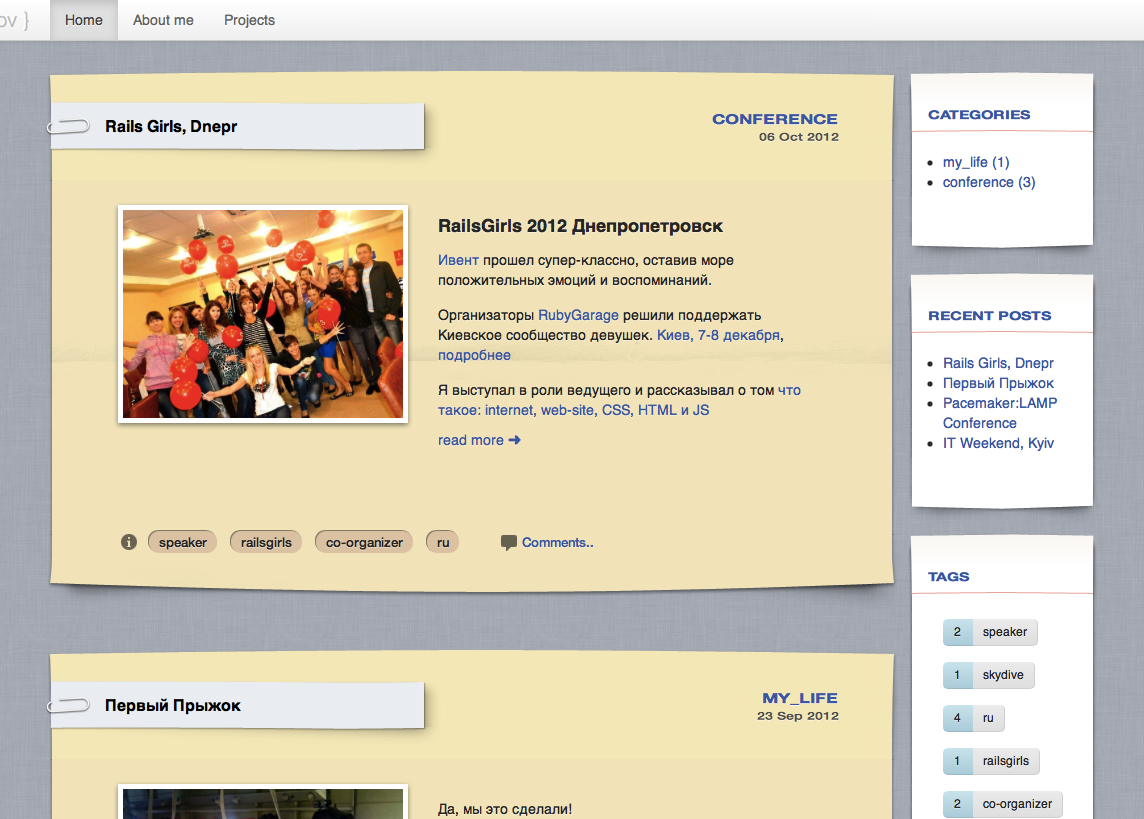 ov }
Home
About me
Projects
Rails Girls, Dnepr
CONFERENCE
06 Oct 2012
RailsGirls 2012 Днепропетровск
Ивент прошел супер-классно, оставив море
положительных эмоций и воспоминаний.
Организаторы RubyGarage решили поддержать
Киевское сообщество девушек. Киев, 7-8 декабря,
подробнее
Я выступал в роли ведущего и рассказывал о том что
такое: internet, web-site, CSS, HTML и JS
read more ➜
speaker
railsgirls
co-organizer
ru
Comments..
Первый Прыжок
MY_LIFE
23 Sep 2012
Да, мы это сделали!
CATEGORIES
my_life (1)
conference (3)
RECENT POSTS
Rails Girls, Dnepr
Первый Прыжок
Pacemaker:LAMP
Conference
IT Weekend, Kyiv
TAGS
2 speaker
1 skydive
4 ru
1 railsgirls
2 co-organizer